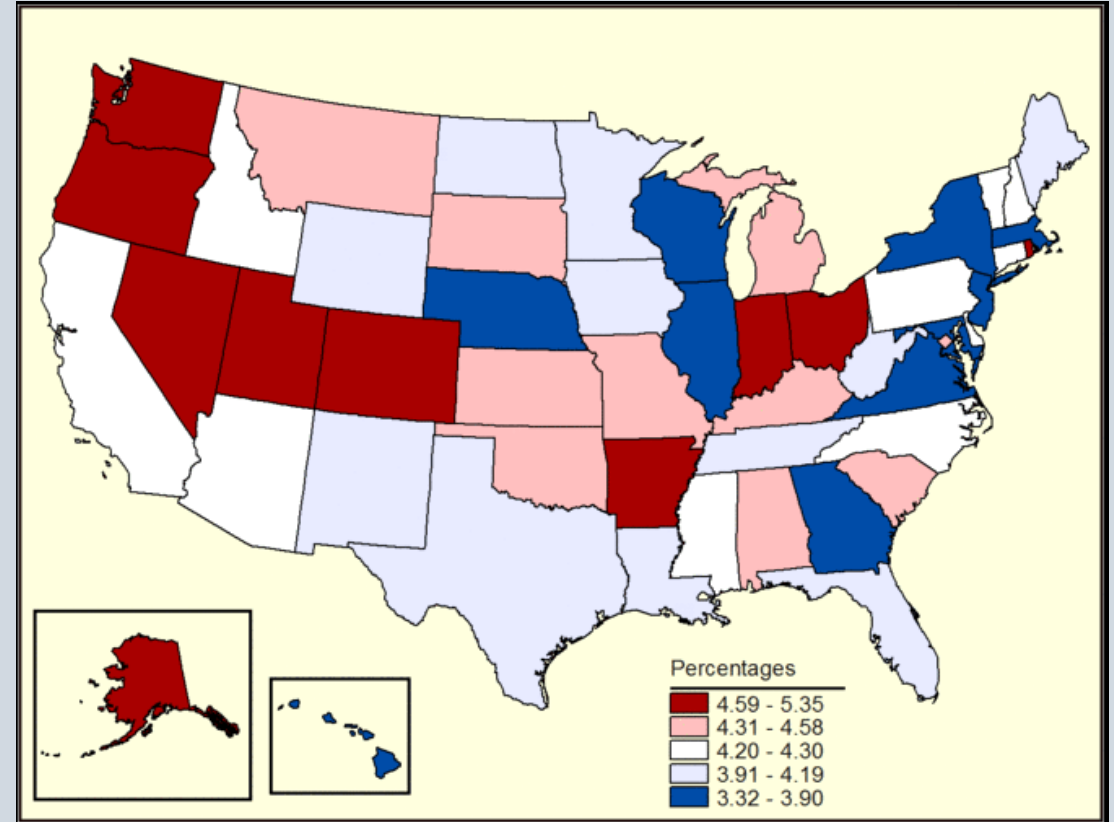 Percentages
4.59 - 5.35
4.31 - 4.58
4.20 - 4.30
3.91 - 4.19
3.32 - 3.90